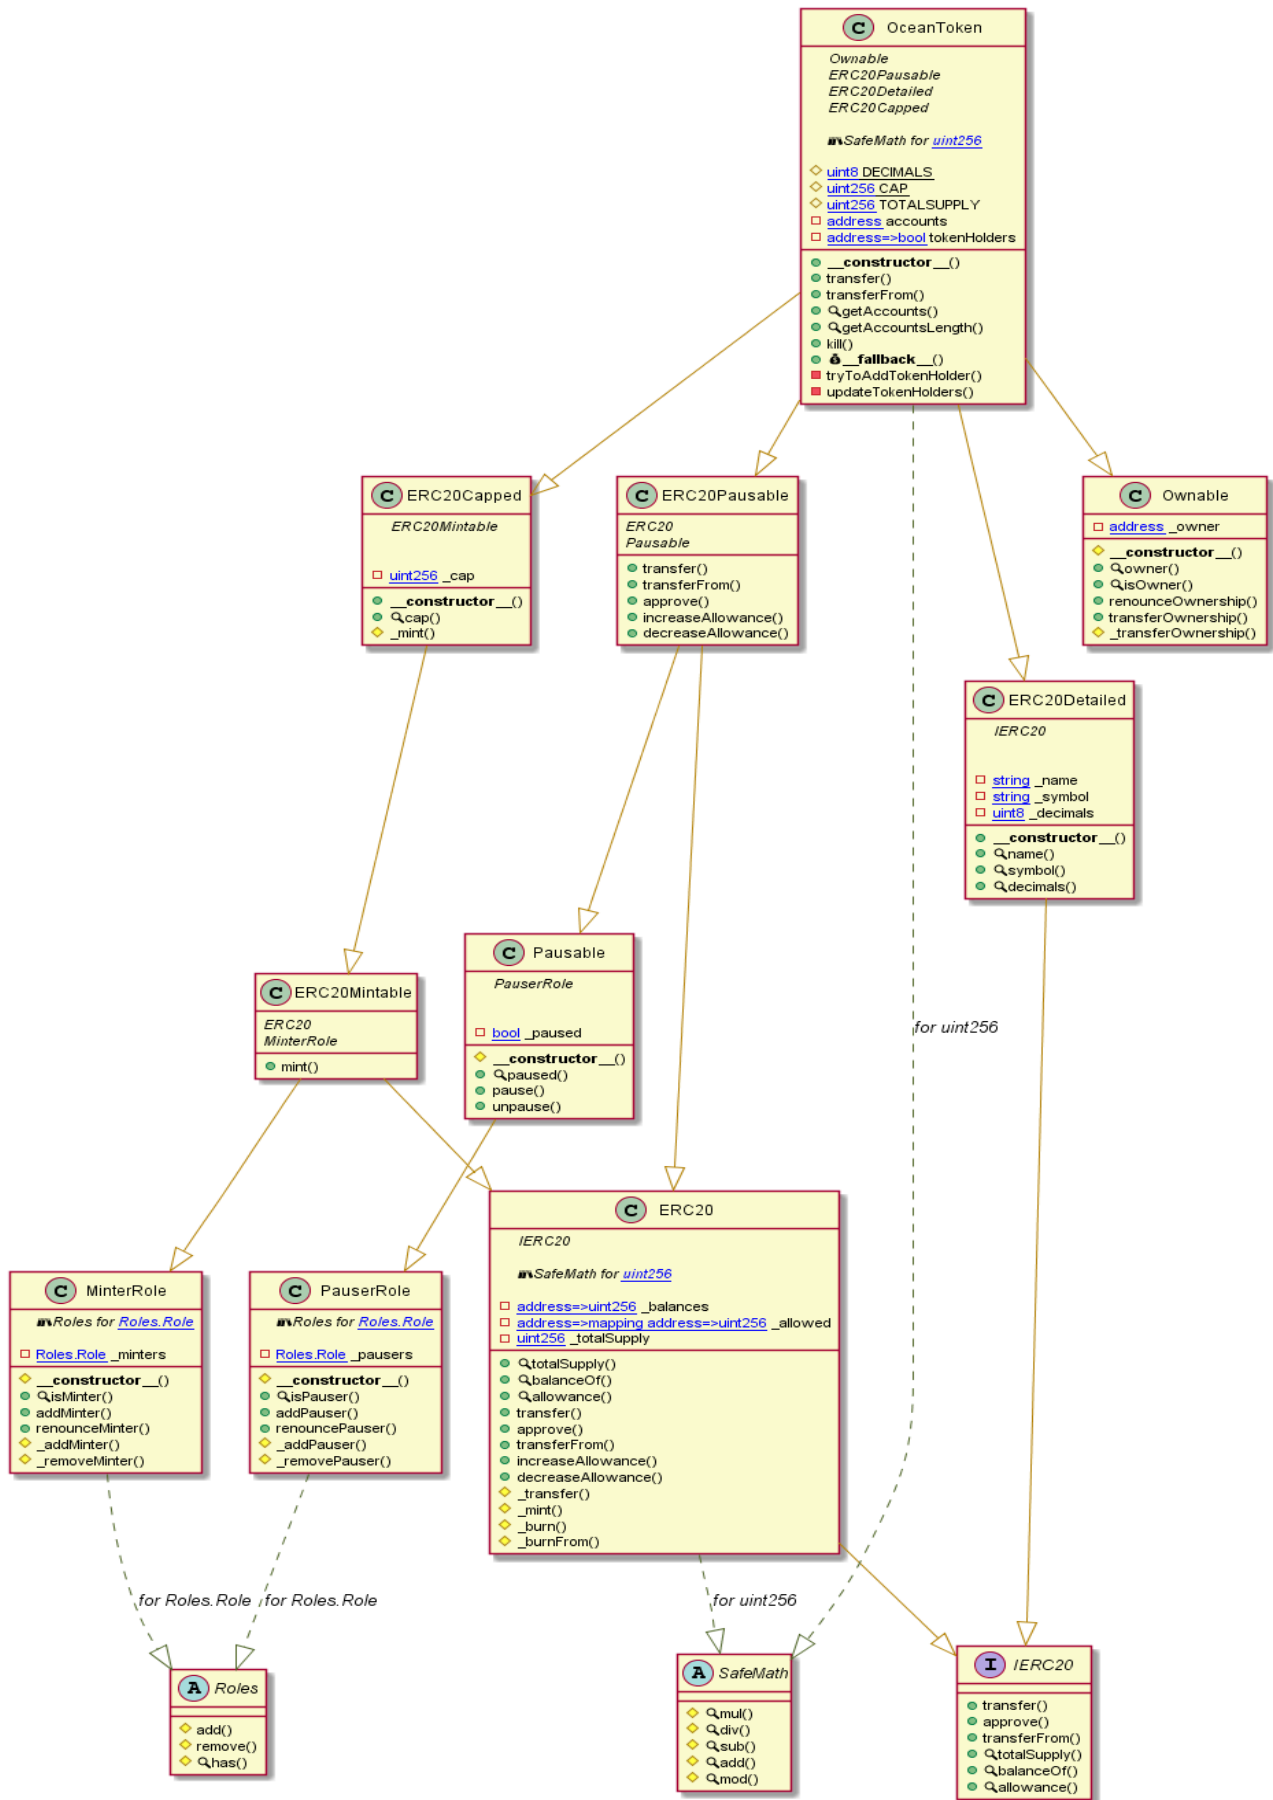 C OceanToken
Ownable
ERC20Pausable
ERC20Detailed
ERC20Capped
SafeMath for uint256
uint8 DECIMALS
uint256 CAP
uint256 TOTALSUPPLY
address accounts
address=>bool tokenHolders
__constructor__()
transfer()
transferFrom()
getAccounts()
getAccountsLength()
kill()
__fallback__()
tryToAddTokenHolder()
updateTokenHolders()
C ERC20Capped
ERC20Mintable
uint256 _cap
__constructor__()
cap()
_mint()
C ERC20Pausable
ERC20
Pausable
transfer()
transferFrom()
approve()
increaseAllowance()
decreaseAllowance()
C Ownable
address _owner
__constructor__()
owner()
isOwner()
renounceOwnership()
transferOwnership()
_transferOwnership()
C ERC20Detailed
IERC20
string _name
string _symbol
uint8 _decimals
__constructor__()
name()
symbol()
decimals()
C Pausable
PauserRole
bool _paused
__constructor__()
paused()
pause()
unpause()
C ERC20Mintable
ERC20
MinterRole
mint()
for uint256
C ERC20
IERC20
SafeMath for uint256
address=>uint256 _balances
address=>mapping address=>uint256 _allowed
uint256 _totalSupply
totalSupply()
balanceOf()
allowance()
transfer()
approve()
transferFrom()
increaseAllowance()
decreaseAllowance()
_transfer()
_mint()
_burn()
_burnFrom()
C MinterRole
Roles for Roles.Role
Roles.Role _minters
__constructor__()
isMinter()
addMinter()
renounceMinter()
_addMinter()
_removeMinter()
C PauserRole
Roles for Roles.Role
Roles.Role _pausers
__constructor__()
isPauser()
addPauser()
renouncePauser()
_addPauser()
_removePauser()
for Roles.Role
for Roles.Role
for uint256
A Roles
add()
remove()
has()
A SafeMath
mul()
div()
sub()
add()
mod()
I IERC20
transfer()
approve()
transferFrom()
totalSupply()
balanceOf()
allowance()